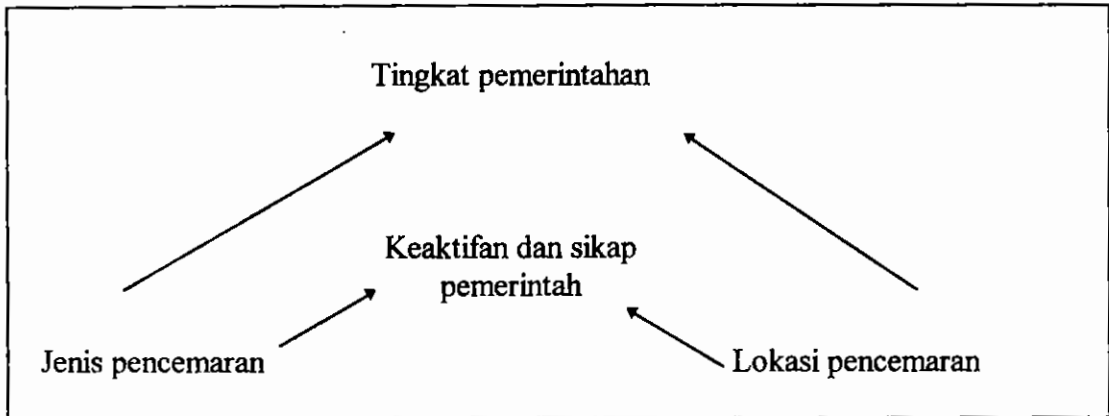 Tingkat pemerintahan
Keaktifan dan sikap
pemerintah
Jenis pencemaran
Lokasi pencemaran